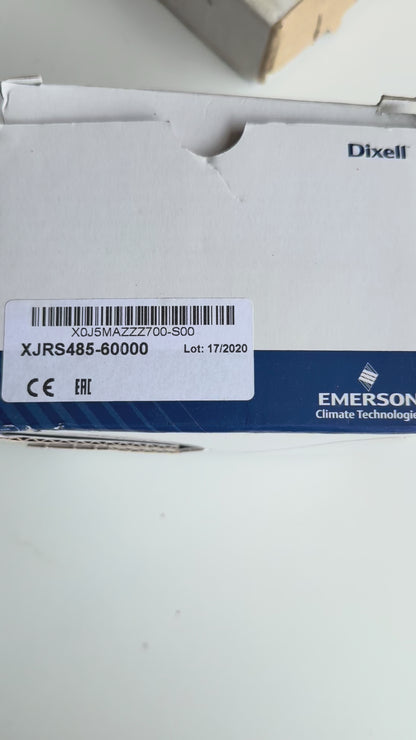 Dixell
X0J5MAZZZ700-S00
XJRS485-60000 Lot: 17/2020
CE EAC
EMERSON
Climate Technologie